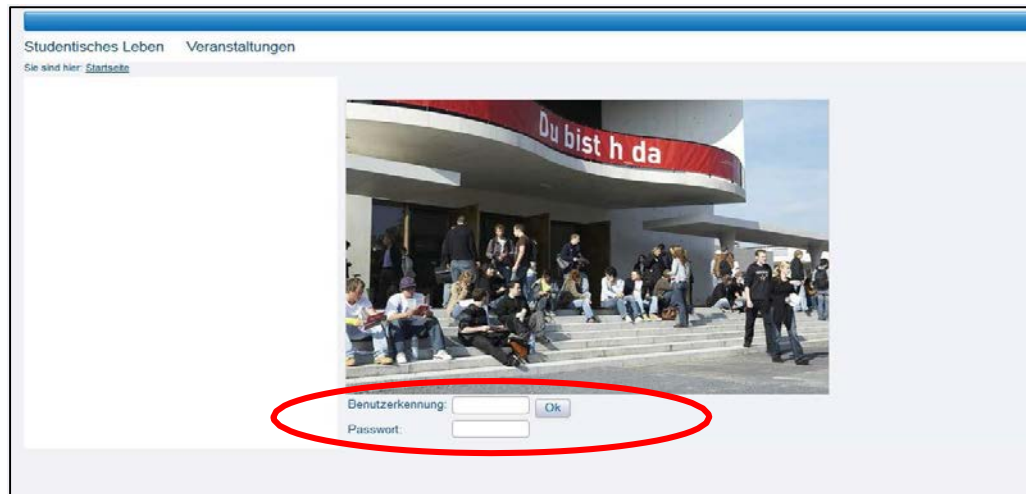 Studentisches Leben Veranstaltungen
Sie sind hier: Startseite
Du bist h_da
Benutzerkennung: Ok
Passwort: